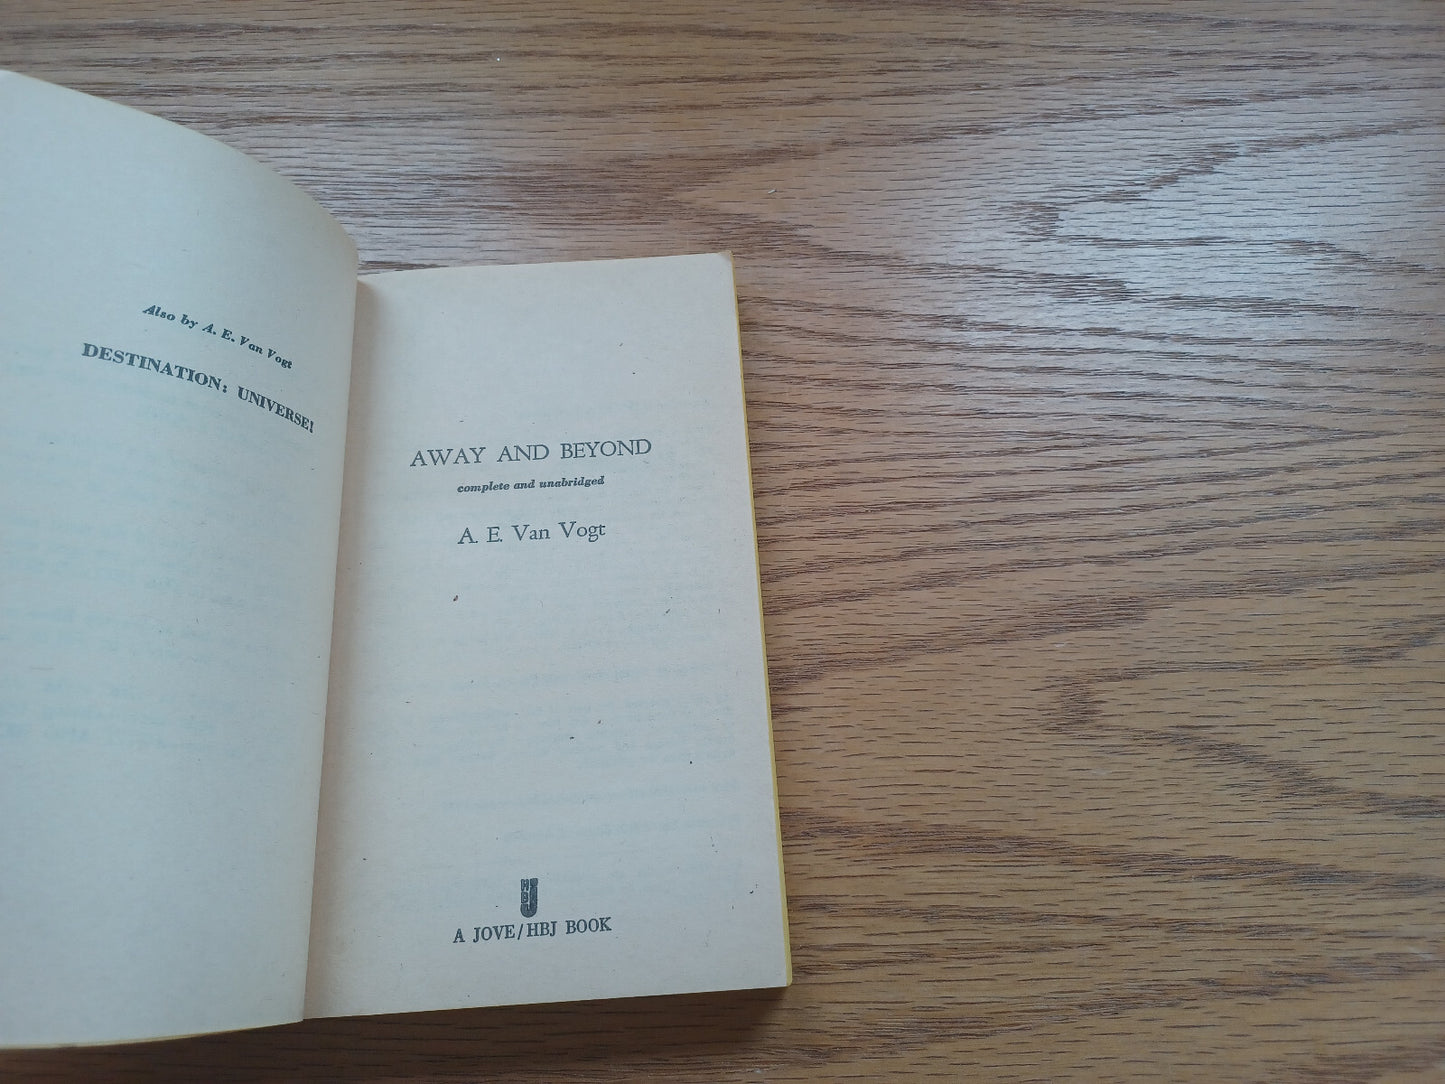 Also by A. E. Van Vogt
DESTINATION: UNIVERSE!
AWAY AND BEYOND
complete and unabridged
A. E. Van Vogt
HBJ
A JOVE/HBJ BOOK